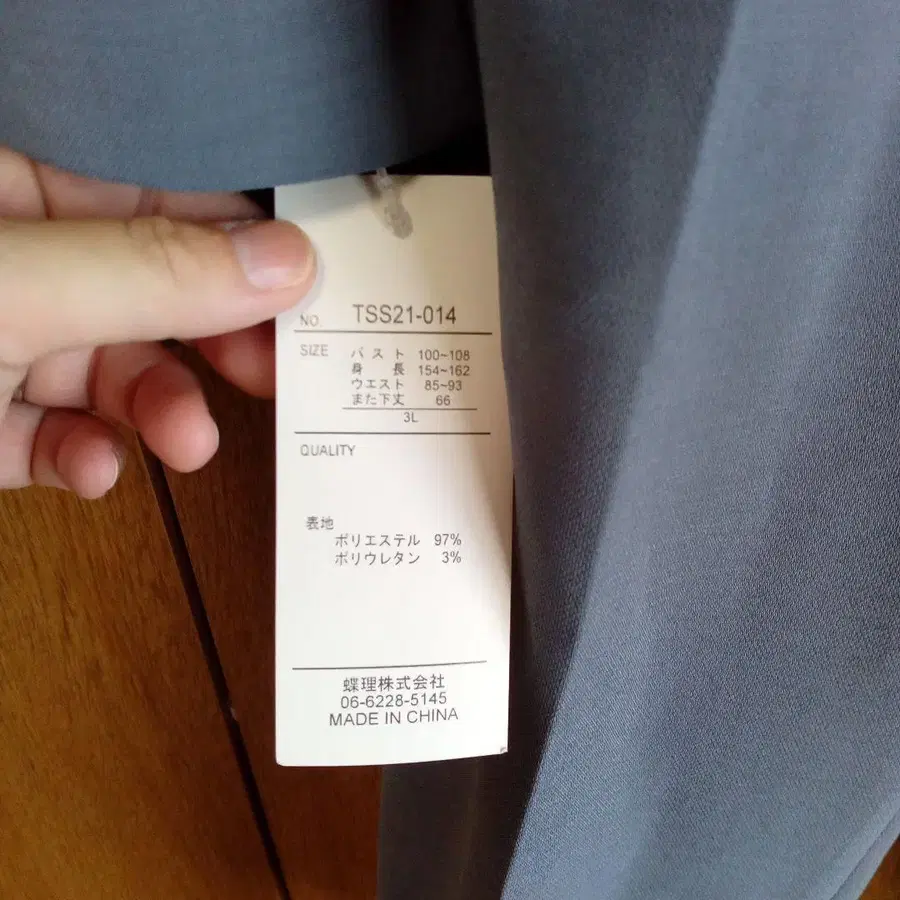 NO. TSS21-014
SIZE バスト 100~108
身長 154~162
ウエスト 85~93
また下丈 66
3L
QUALITY
表地
ポリエステル 97%
ポリウレタン 3%
蝶理株式会社
06-6228-5145
MADE IN CHINA